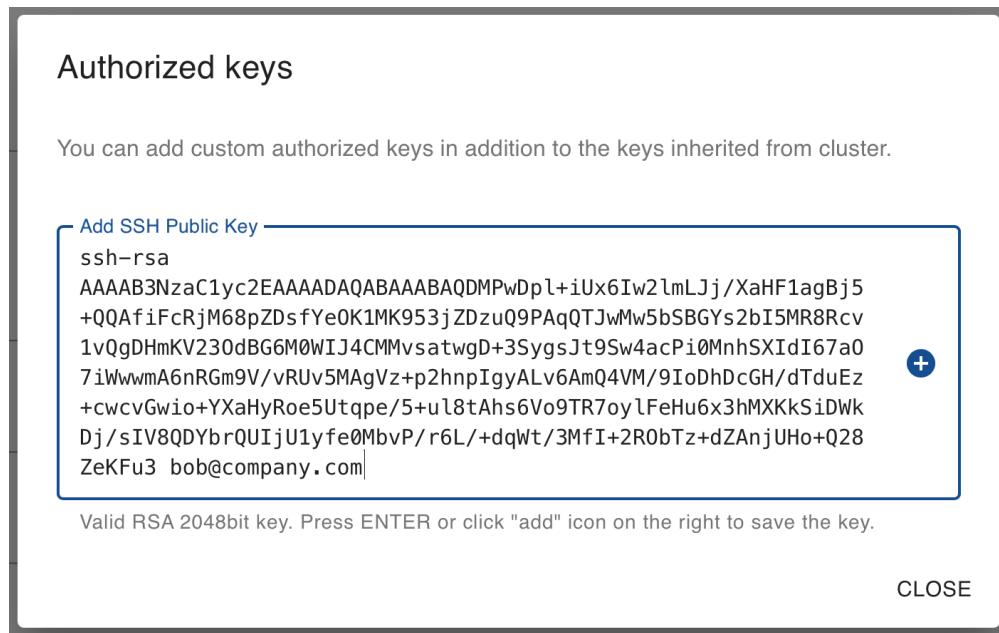 Authorized keys
You can add custom authorized keys in addition to the keys inherited from cluster.
Add SSH Public Key
ssh-rsa
AAAAB3NzaC1yc2EAAAADAQABAAABAQDMPwDpl+iUx6Iw2lmLJj/XaHF1agBj5
+QQAfiFcRjM68pZDsfYeOK1MK953jZDzuQ9PAqQTJwMw5bSBGYs2bI5MR8Rcv
1vQgDHmKV23OdBG6M0WIJ4CMMvsatwgD+3SygsJt9Sw4acPi0MnhSXIdI67aO
7iWwwmA6nRGm9V/vRUv5MAgVz+p2hnpIgyALv6AmQ4VM/9IoDhDcGH/dTduEz
+cwcvGwio+YXaHyRoe5Utqpe/5+ul8tAhs6Vo9TR7oylFeHu6x3hMXKkSiDWk
Dj/sIV8QDYbrQUIjU1yfe0MbvP/r6L/+dqWt/3MfI+2RObTz+dZAnjUHo+Q28
ZeKFu3 bob@company.com
Valid RSA 2048bit key. Press ENTER or click "add" icon on the right to save the key.
CLOSE